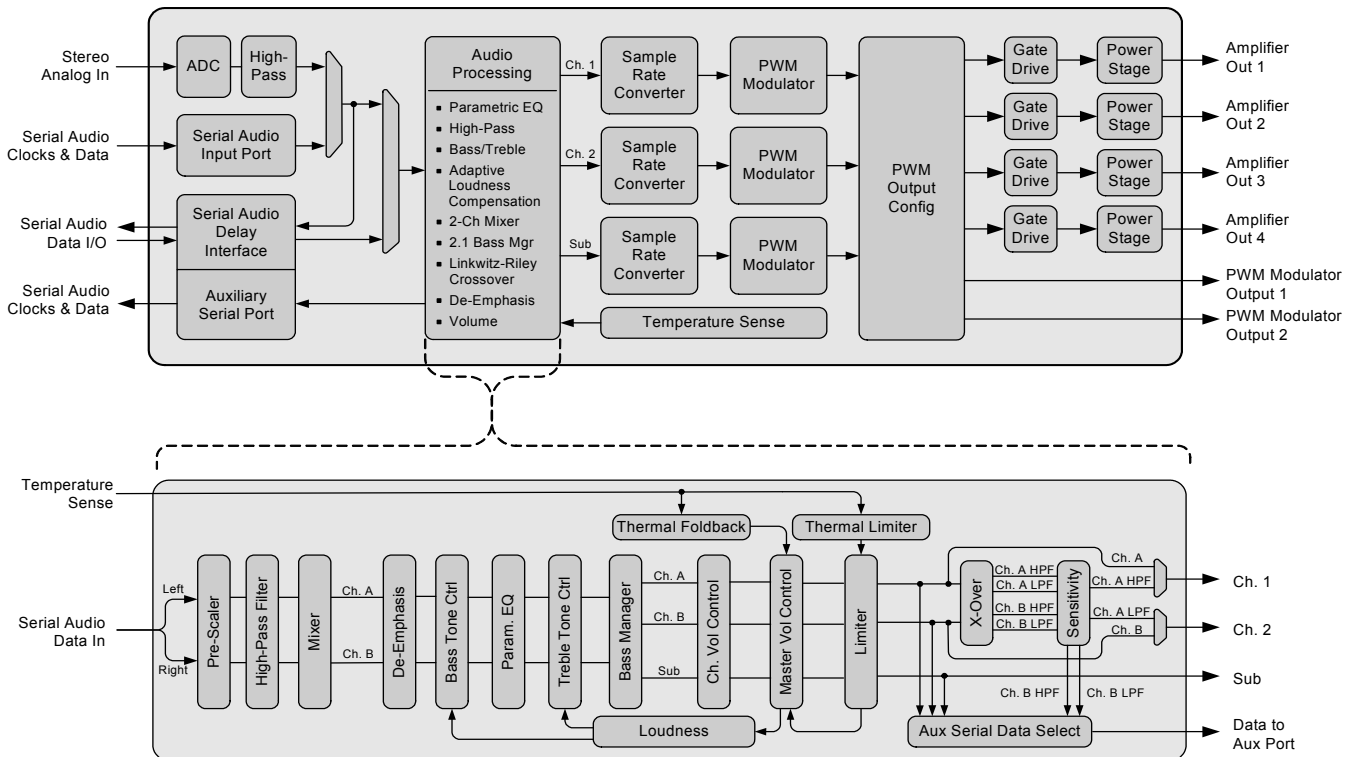 Stereo
Analog In
ADC
High-
Pass
Serial Audio
Clocks & Data
Serial Audio
Input Port
Serial Audio
Data I/O
Serial Audio
Delay
Interface
Serial Audio
Clocks & Data
Auxiliary
Serial Port
Audio
Processing
▪ Parametric EQ
▪ High-Pass
▪ Bass/Treble
▪ Adaptive
Loudness
Compensation
▪ 2-Ch Mixer
▪ 2.1 Bass Mgr
▪ Linkwitz-Riley
Crossover
▪ De-Emphasis
▪ Volume
Ch. 1
Sample
Rate
Converter
PWM
Modulator
Ch. 2
Sample
Rate
Converter
PWM
Modulator
Sub
Sample
Rate
Converter
PWM
Modulator
Temperature Sense
PWM
Output
Config
Gate
Drive
Power
Stage
Amplifier
Out 1
Gate
Drive
Power
Stage
Amplifier
Out 2
Gate
Drive
Power
Stage
Amplifier
Out 3
Gate
Drive
Power
Stage
Amplifier
Out 4
PWM Modulator
Output 1
PWM Modulator
Output 2
Temperature
Sense
Thermal Foldback
Thermal Limiter
Serial Audio
Data In
Left
Right
Pre-Scaler
High-Pass Filter
Mixer
Ch. A
Ch. B
De-Emphasis
Bass Tone Ctrl
Param. EQ
Treble Tone Ctrl
Bass Manager
Ch. A
Ch. B
Sub
Ch. Vol Control
Master Vol Control
Limiter
Loudness
X-Over
Ch. A HPF
Ch. A LPF
Ch. B HPF
Ch. B LPF
Sensitivity
Ch. A
Ch. A HPF
Ch. A LPF
Ch. B
Ch. B HPF
Ch. B LPF
Aux Serial Data Select
Ch. 1
Ch. 2
Sub
Data to
Aux Port